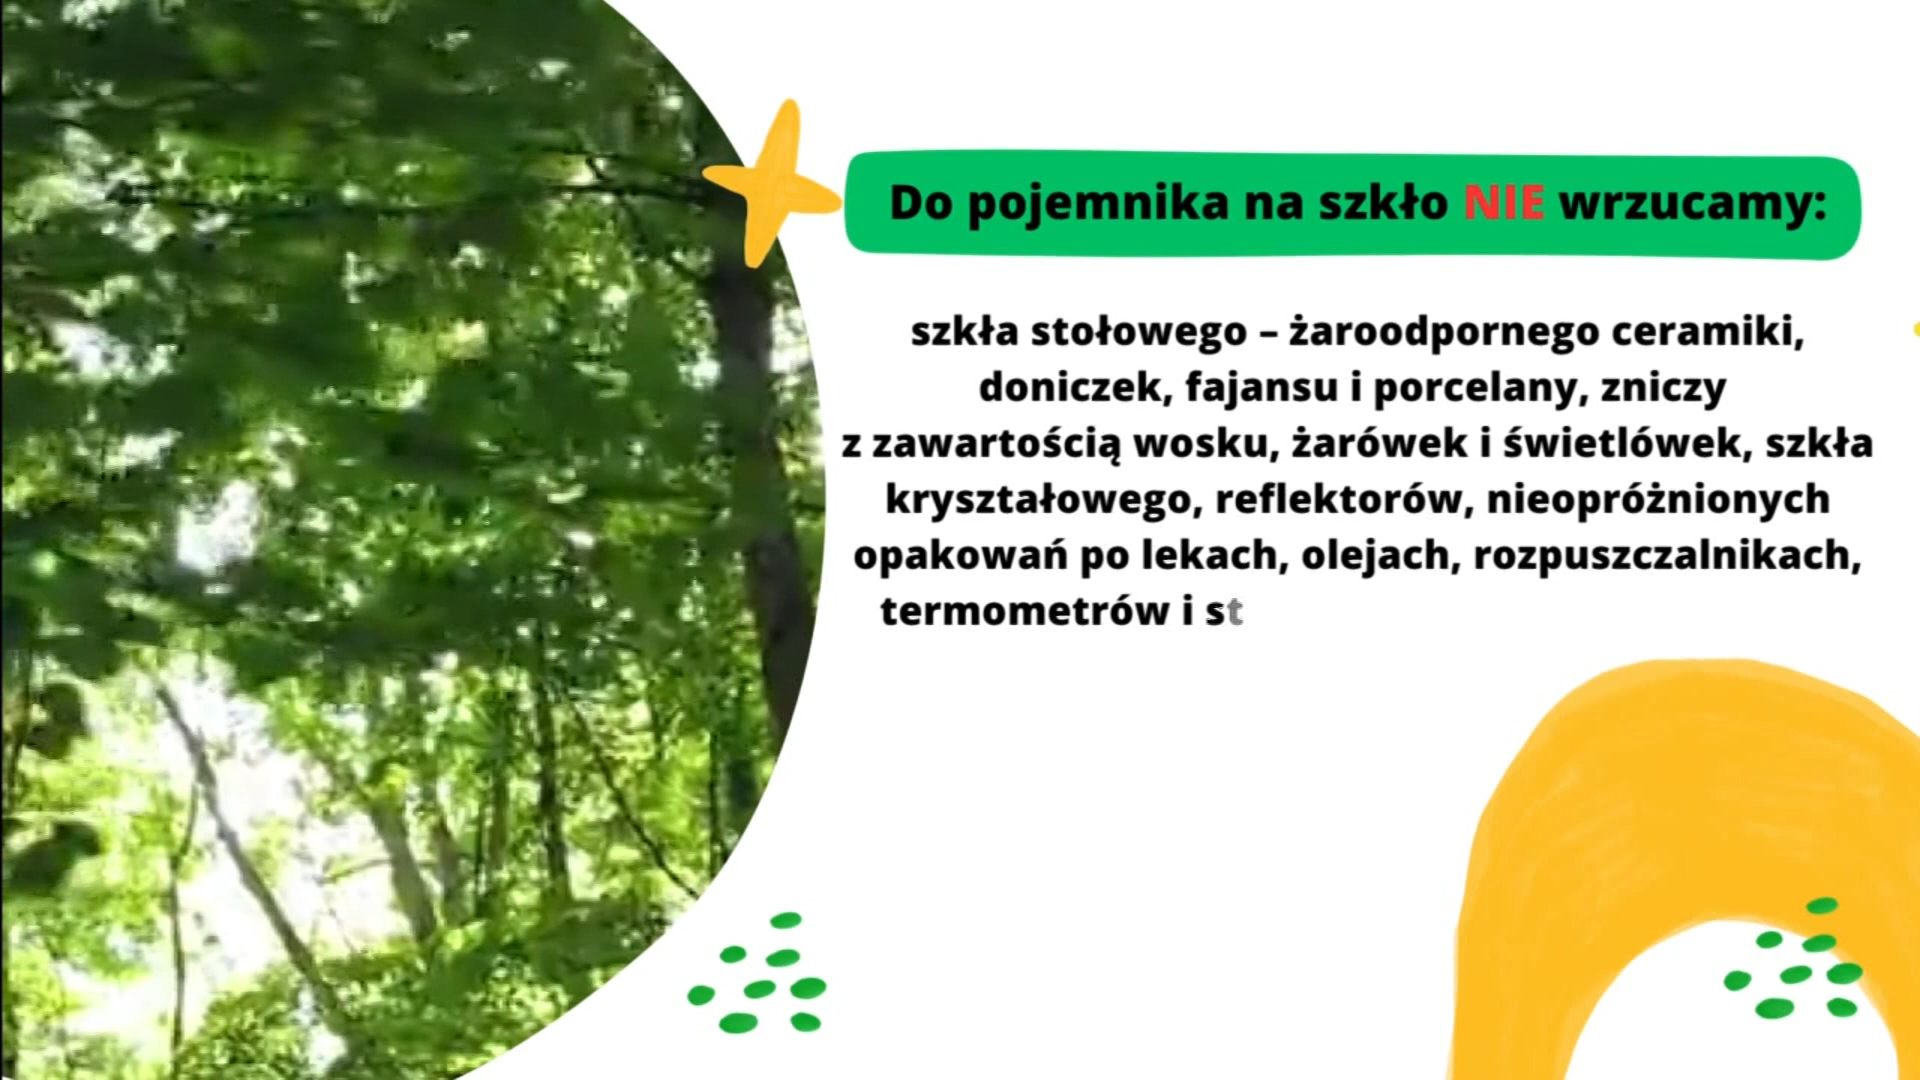 Do pojemnika na szkło NIE wrzucamy:
szkła stołowego – żaroodpornego ceramiki,
doniczek, fajansu i porcelany, zniczy
z zawartością wosku, żarówek i świetlówek, szkła
kryształowego, reflektorów, nieopróżnionych
opakowań po lekach, olejach, rozpuszczalnikach,
termometrów i st